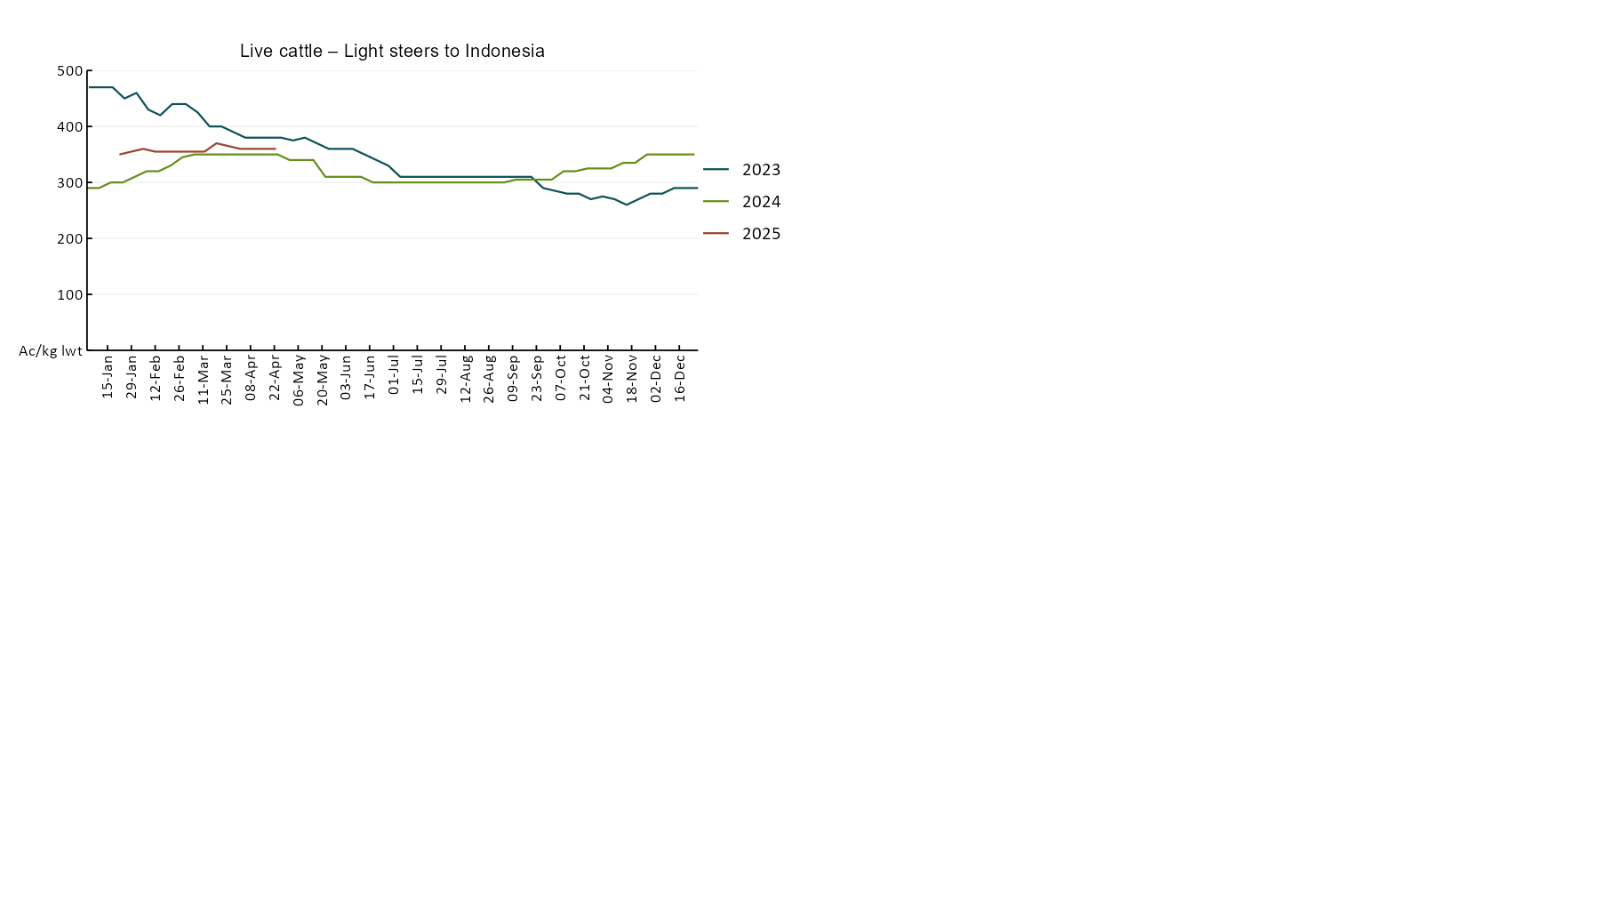 Live cattle – Light steers to Indonesia
500
400
300
200
100
Ac/kg lwt
15-Jan
29-Jan
12-Feb
26-Feb
11-Mar
25-Mar
08-Apr
22-Apr
06-May
20-May
03-Jun
17-Jun
01-Jul
15-Jul
29-Jul
12-Aug
26-Aug
09-Sep
23-Sep
07-Oct
21-Oct
04-Nov
18-Nov
02-Dec
16-Dec
2023
2024
2025